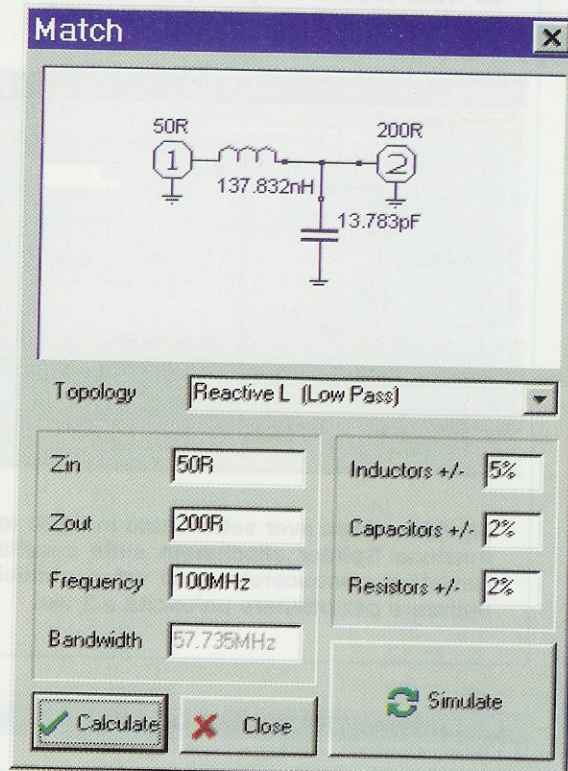 Match
50R
200R
1
2
137.832nH
13.783pF
Topology
Reactive L (Low Pass)
Zin
50R
Zout
200R
Frequency
100MHz
Bandwidth
57.735MHz
Inductors +/-
5%
Capacitors +/-
2%
Resistors +/-
2%
Calculate
Close
Simulate